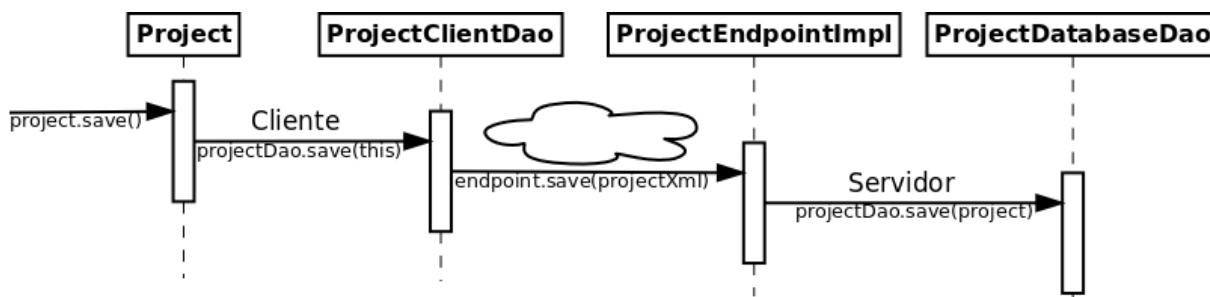 Project
ProjectClientDao
ProjectEndpointImpl
ProjectDatabaseDao
project.save()
Cliente
projectDao.save(this)
endpoint.save(projectXml)
Servidor
projectDao.save(project)